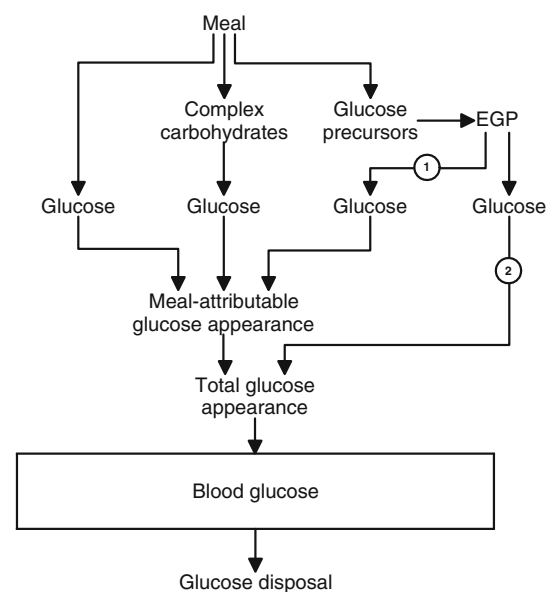 Meal
Complex
carbohydrates
Glucose
precursors
EGP
1
Glucose
Glucose
Glucose
Glucose
2
Meal-attributable
glucose appearance
Total glucose
appearance
Blood glucose
Glucose disposal